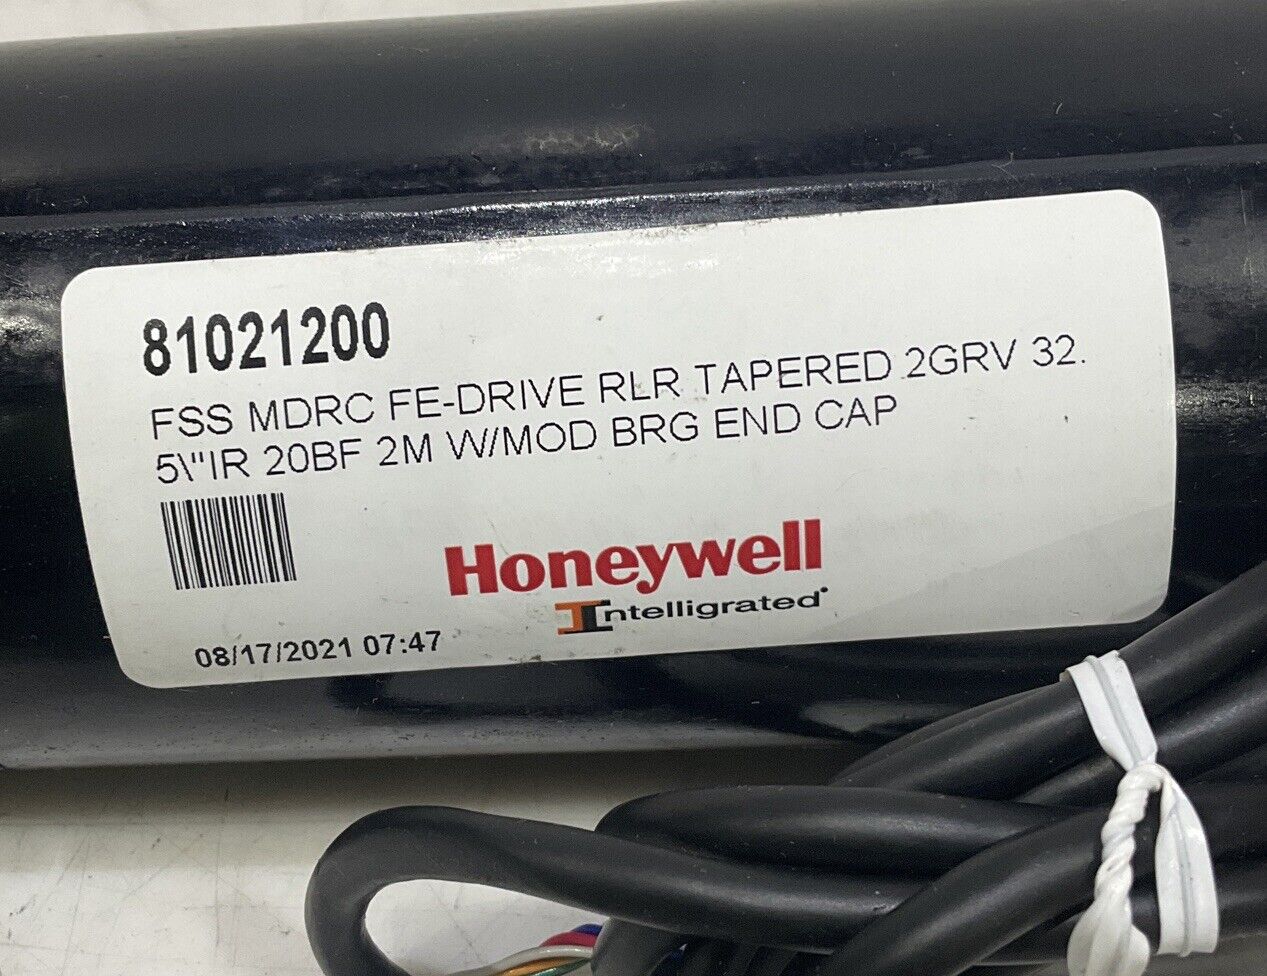 81021200
FSS MDRC FE-DRIVE RLR TAPERED 2GRV 32.
5\"IR 20BF 2M W/MOD BRG END CAP
Honeywell
Intelligrated
08/17/2021 07:47